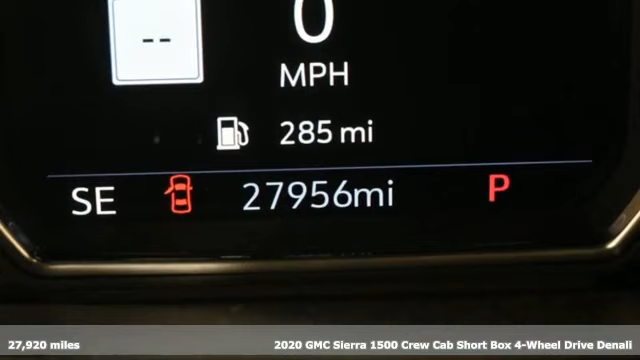 --
0
MPH
285 mi
SE 27956mi P
27,920 miles 2020 GMC Sierra 1500 Crew Cab Short Box 4-Wheel Drive Denali